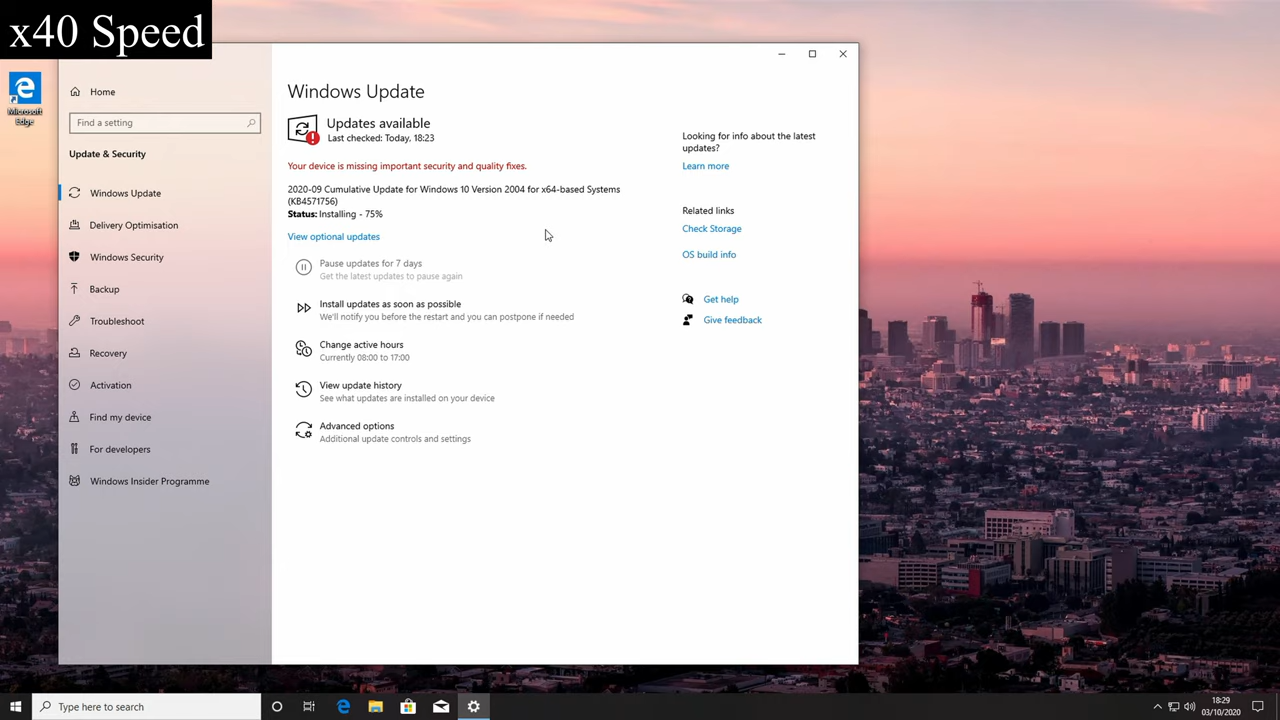 x40 Speed
Microsoft
Edge
Home
Find a setting
Update & Security
Windows Update
Delivery Optimisation
Windows Security
Backup
Troubleshoot
Recovery
Activation
Find my device
For developers
Windows Insider Programme
Windows Update
Updates available
Last checked: Today, 18:23
Your device is missing important security and quality fixes.
2020-09 Cumulative Update for Windows 10 Version 2004 for x64-based Systems
(KB4571756)
Status: Installing - 75%
View optional updates
Pause updates for 7 days
Get the latest updates to pause again
Install updates as soon as possible
We'll notify you before the restart and you can postpone if needed
Change active hours
Currently 08:00 to 17:00
View update history
See what updates are installed on your device
Advanced options
Additional update controls and settings
Looking for info about the latest
updates?
Learn more
Related links
Check Storage
OS build info
Get help
Give feedback
Type here to search
18:29
03/10/2020